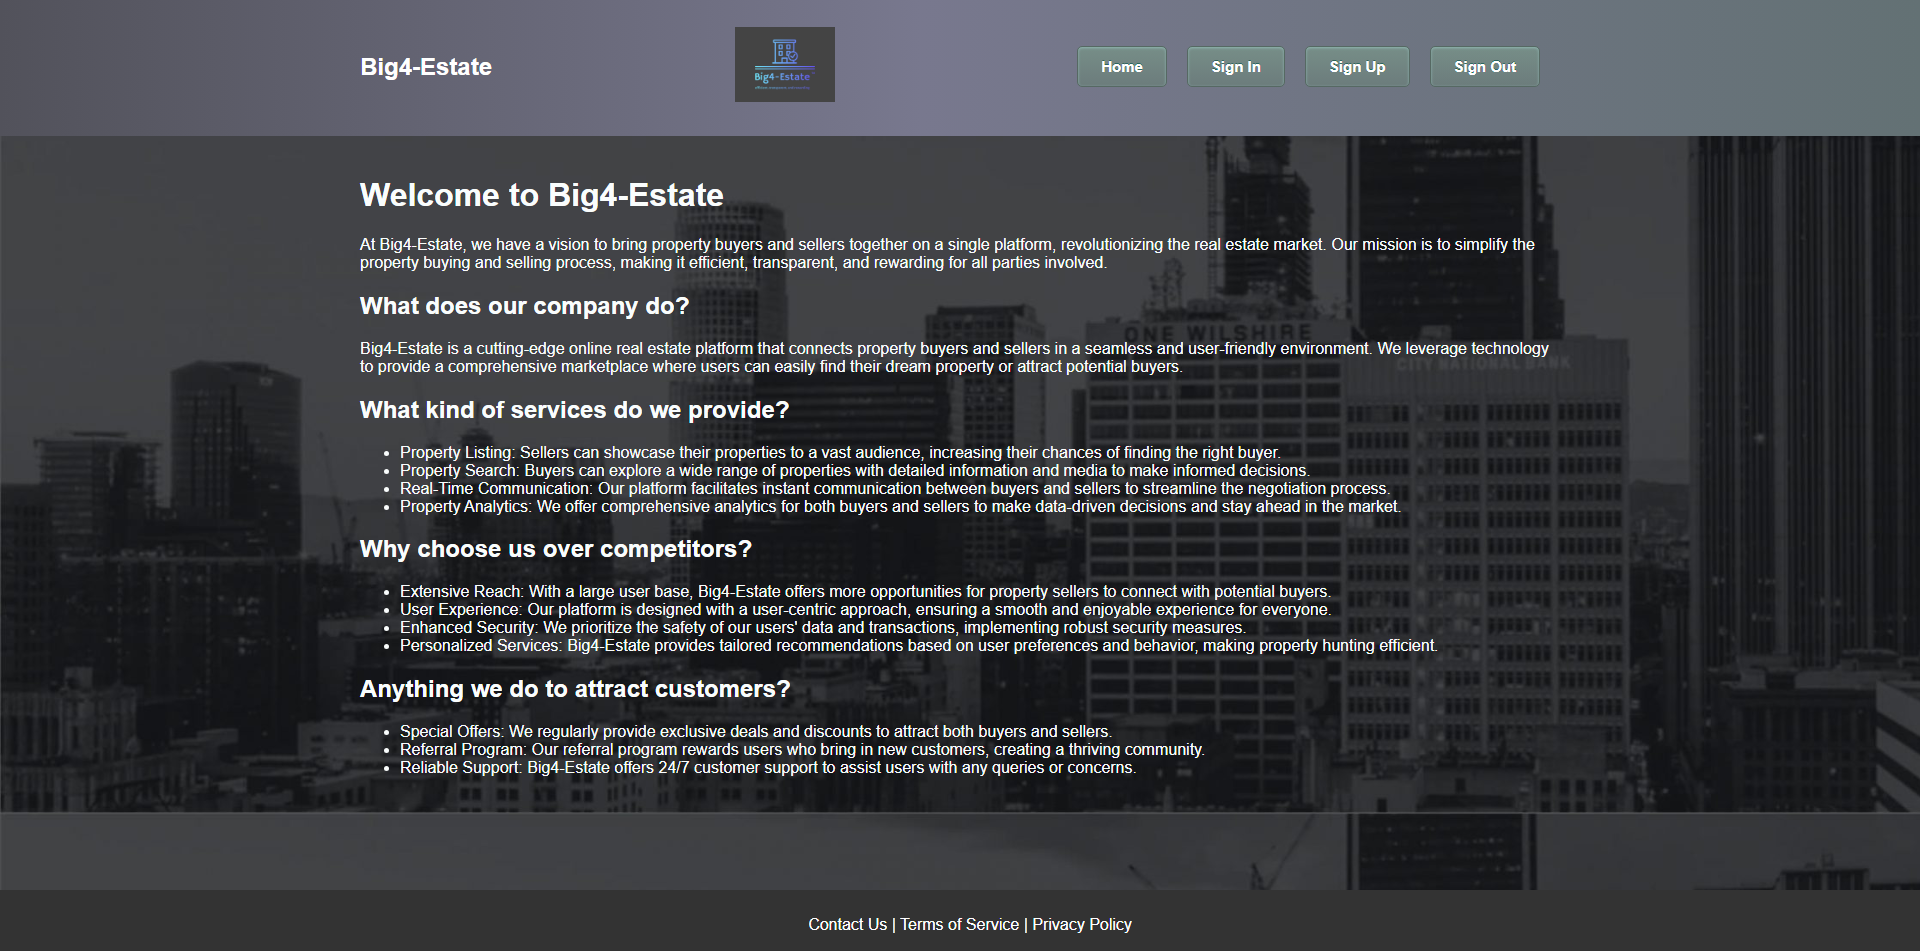 Big4-Estate
Big4-Estate
Home
Sign In
Sign Up
Sign Out
Welcome to Big4-Estate
At Big4-Estate, we have a vision to bring property buyers and sellers together on a single platform, revolutionizing the real estate market. Our mission is to simplify the
property buying and selling process, making it efficient, transparent, and rewarding for all parties involved.
What does our company do?
ONE WILSHIRE
Big4-Estate is a cutting-edge online real estate platform that connects property buyers and sellers in a seamless and user-friendly environment. We leverage technology
to provide a comprehensive marketplace where users can easily find their dream property or attract potential buyers.
CITY NATIONAL BANK
What kind of services do we provide?
• Property Listing: Sellers can showcase their properties to a vast audience, increasing their chances of finding the right buyer.
• Property Search: Buyers can explore a wide range of properties with detailed information and media to make informed decisions.
• Real-Time Communication: Our platform facilitates instant communication between buyers and sellers to streamline the negotiation process.
• Property Analytics: We offer comprehensive analytics for both buyers and sellers to make data-driven decisions and stay ahead in the market.
Why choose us over competitors?
• Extensive Reach: With a large user base, Big4-Estate offers more opportunities for property sellers to connect with potential buyers.
• User Experience: Our platform is designed with a user-centric approach, ensuring a smooth and enjoyable experience for everyone.
• Enhanced Security: We prioritize the safety of our users' data and transactions, implementing robust security measures.
• Personalized Services: Big4-Estate provides tailored recommendations based on user preferences and behavior, making property hunting efficient.
Anything we do to attract customers?
• Special Offers: We regularly provide exclusive deals and discounts to attract both buyers and sellers.
• Referral Program: Our referral program rewards users who bring in new customers, creating a thriving community.
• Reliable Support: Big4-Estate offers 24/7 customer support to assist users with any queries or concerns.
Contact Us | Terms of Service | Privacy Policy